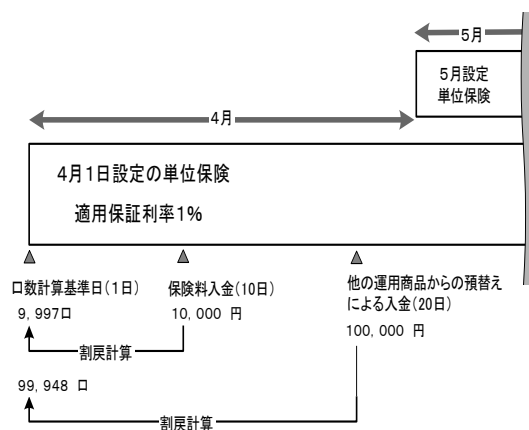 5月
5月設定
単位保険
4月
4月1日設定の単位保険
適用保証利率1%
口数計算基準日(1日)
9,997口
保険料入金(10日)
10,000 円
他の運用商品からの預替え
による入金(20日)
100,000 円
割戻計算
99,948 口
割戻計算